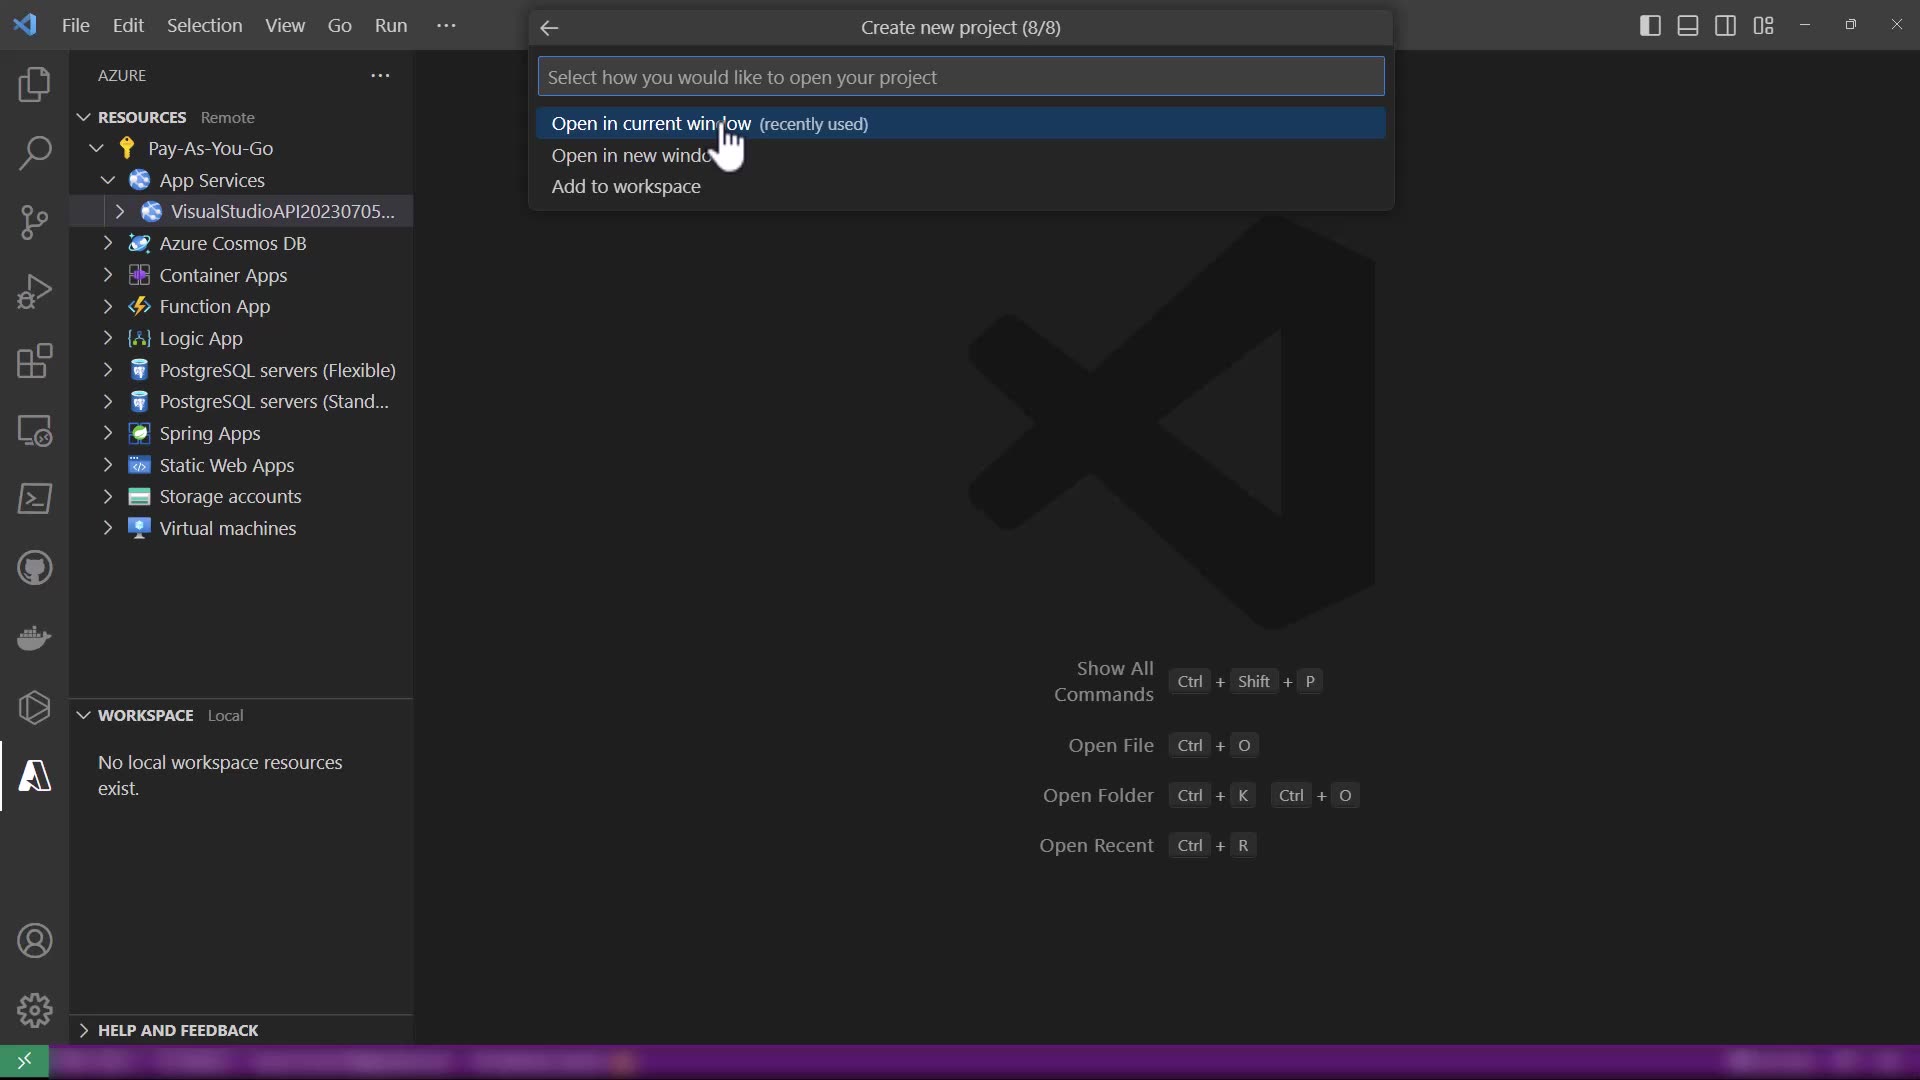 File Edit Selection View Go Run ...
Create new project (8/8)
Select how you would like to open your project
Open in current window (recently used)
Open in new windo
Add to workspace
AZURE ...
RESOURCES Remote
Pay-As-You-Go
App Services
VisualStudioAPI20230705...
Azure Cosmos DB
Container Apps
Function App
Logic App
PostgreSQL servers (Flexible)
PostgreSQL servers (Stand...
Spring Apps
Static Web Apps
Storage accounts
Virtual machines
WORKSPACE Local
No local workspace resources
exist.
HELP AND FEEDBACK
Show All
Commands Ctrl + Shift + P
Open File Ctrl + O
Open Folder Ctrl + K Ctrl + O
Open Recent Ctrl + R